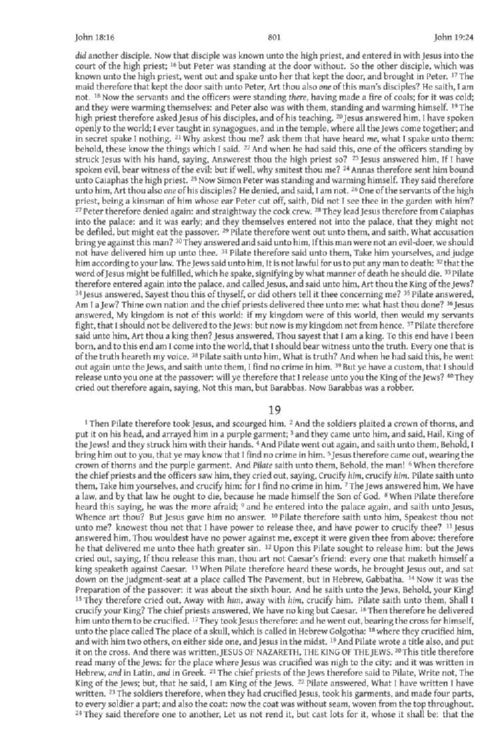 John 18:16 801 John 19:24
did another disciple. Now that disciple was known unto the high priest, and entered in with Jesus into the
court of the high priest; 16 but Peter was standing at the door without. So the other disciple, which was
known unto the high priest, went out and spake unto her that kept the door, and brought in Peter. 17 The
maid therefore that kept the door saith unto Peter, Art thou also one of this man's disciples? He saith, I am
not. 18 Now the servants and the officers were standing there, having made a fire of coals; for it was cold;
and they were warming themselves: and Peter also was with them, standing and warming himself. 19 The
high priest therefore asked Jesus of his disciples, and of his teaching. 20 Jesus answered him, I have spoken
openly to the world; I ever taught in synagogues, and in the temple, where all the Jews come together; and
in secret spake I nothing. 21 Why askest thou me? ask them that have heard me, what I spake unto them:
behold, these know the things which I said. 22 And when he had said this, one of the officers standing by
struck Jesus with his hand, saying, Answerest thou the high priest so? 23 Jesus answered him, If I have
spoken evil, bear witness of the evil: but if well, why smitest thou me? 24 Annas therefore sent him bound
unto Caiaphas the high priest. 25 Now Simon Peter was standing and warming himself. They said therefore
unto him, Art thou also one of his disciples? He denied, and said, I am not. 26 One of the servants of the high
priest, being a kinsman of him whose ear Peter cut off, saith, Did not I see thee in the garden with him?
27 Peter therefore denied again: and straightway the cock crew. 28 They lead Jesus therefore from Caiaphas
into the palace: and it was early; and they themselves entered not into the palace, that they might not
be defiled, but might eat the passover. 29 Pilate therefore went out unto them, and saith, What accusation
bring ye against this man? 30 They answered and said unto him, If this man were not an evil-doer, we should
not have delivered him up unto thee. 31 Pilate therefore said unto them, Take him yourselves, and judge
him according to your law. The Jews said unto him, It is not lawful for us to put any man to death: 32 that the
word of Jesus might be fulfilled, which he spake, signifying by what manner of death he should die. 33 Pilate
therefore entered again into the palace, and called Jesus, and said unto him, Art thou the King of the Jews?
34 Jesus answered, Sayest thou this of thyself, or did others tell it thee concerning me? 35 Pilate answered,
Am I a Jew? Thine own nation and the chief priests delivered thee unto me: what hast thou done? 36 Jesus
answered, My kingdom is not of this world: if my kingdom were of this world, then would my servants
fight, that I should not be delivered to the Jews: but now is my kingdom not from hence. 37 Pilate therefore
said unto him, Art thou a king then? Jesus answered, Thou sayest that I am a king. To this end have I been
born, and to this end am I come into the world, that I should bear witness unto the truth. Every one that is
of the truth heareth my voice. 38 Pilate saith unto him, What is truth? And when he had said this, he went
out again unto the Jews, and saith unto them, I find no crime in him. 39 But ye have a custom, that I should
release unto you one at the passover: will ye therefore that I release unto you the King of the Jews? 40 They
cried out therefore again, saying, Not this man, but Barabbas. Now Barabbas was a robber.
19
1 Then Pilate therefore took Jesus, and scourged him. 2 And the soldiers plaited a crown of thorns, and
put it on his head, and arrayed him in a purple garment; 3 and they came unto him, and said, Hail, King of
the Jews! and they struck him with their hands. 4 And Pilate went out again, and saith unto them, Behold, I
bring him out to you, that ye may know that I find no crime in him. 5 Jesus therefore came out, wearing the
crown of thorns and the purple garment. And Pilate saith unto them, Behold, the man! 6 When therefore
the chief priests and the officers saw him, they cried out, saying, Crucify him, crucify him. Pilate saith unto
them, Take him yourselves, and crucify him: for I find no crime in him. 7 The Jews answered him, We have
a law, and by that law he ought to die, because he made himself the Son of God. 8 When Pilate therefore
heard this saying, he was the more afraid; 9 and he entered into the palace again, and saith unto Jesus,
Whence art thou? But Jesus gave him no answer. 10 Pilate therefore saith unto him, Speakest thou not
unto me? knowest thou not that I have power to release thee, and have power to crucify thee? 11 Jesus
answered him, Thou wouldest have no power against me, except it were given thee from above: therefore
he that delivered me unto thee hath greater sin. 12 Upon this Pilate sought to release him: but the Jews
cried out, saying, If thou release this man, thou art not Caesar's friend: every one that maketh himself a
king speaketh against Caesar. 13 When Pilate therefore heard these words, he brought Jesus out, and sat
down on the judgment-seat at a place called The Pavement, but in Hebrew, Gabbatha. 14 Now it was the
Preparation of the passover: it was about the sixth hour. And he saith unto the Jews, Behold, your King!
15 They therefore cried out, Away with him, away with him, crucify him. Pilate saith unto them, Shall I
crucify your King? The chief priests answered, We have no king but Caesar. 16 Then therefore he delivered
him unto them to be crucified. 17 They took Jesus therefore: and he went out, bearing the cross for himself,
unto the place called The place of a skull, which is called in Hebrew Golgotha: 18 where they crucified him,
and with him two others, on either side one, and Jesus in the midst. 19 And Pilate wrote a title also, and put
it on the cross. And there was written, JESUS OF NAZARETH, THE KING OF THE JEWS. 20 This title therefore
read many of the Jews: for the place where Jesus was crucified was nigh to the city; and it was written in
Hebrew, and in Latin, and in Greek. 21 The chief priests of the Jews therefore said to Pilate, Write not, The
King of the Jews; but, that he said, I am King of the Jews. 22 Pilate answered, What I have written I have
written. 23 The soldiers therefore, when they had crucified Jesus, took his garments, and made four parts,
to every soldier a part; and also the coat: now the coat was without seam, woven from the top throughout.
24 They said therefore one to another, Let us not rend it, but cast lots for it, whose it shall be: that the